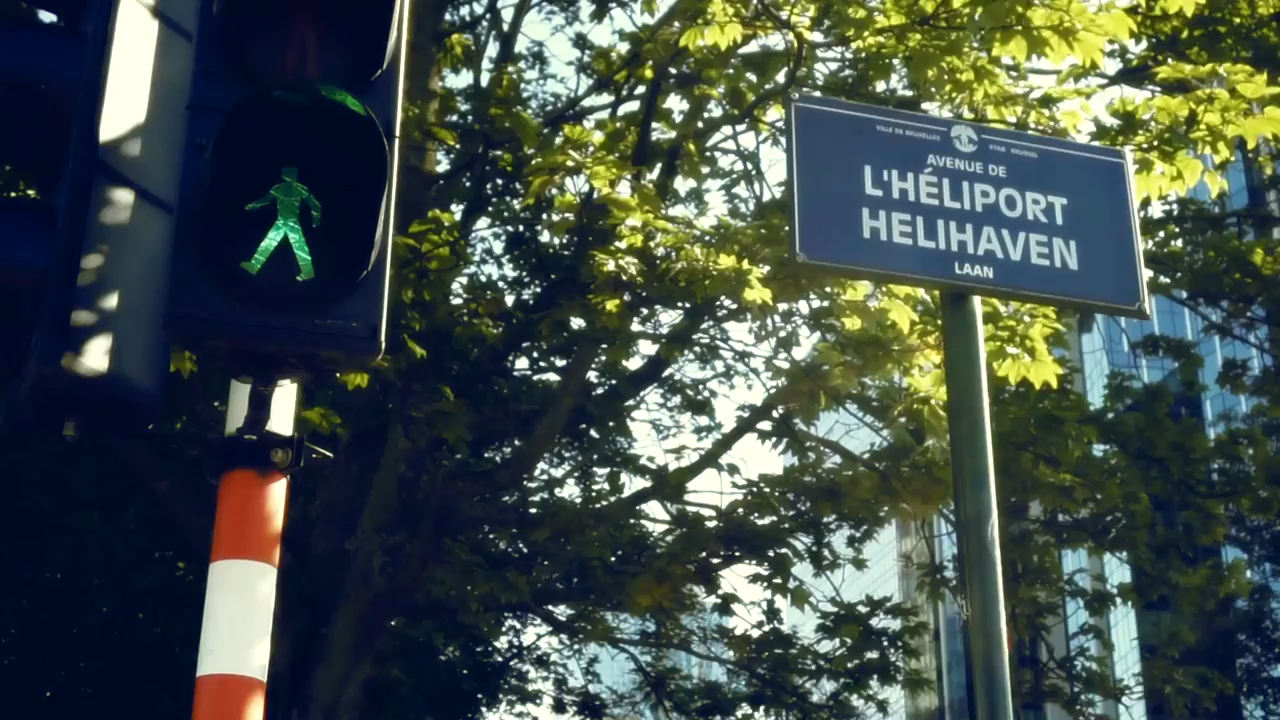 VILLE DE BRUXELLES STAD BRUSSEL
AVENUE DE
L'HÉLIPORT
HELIHAVEN
LAAN